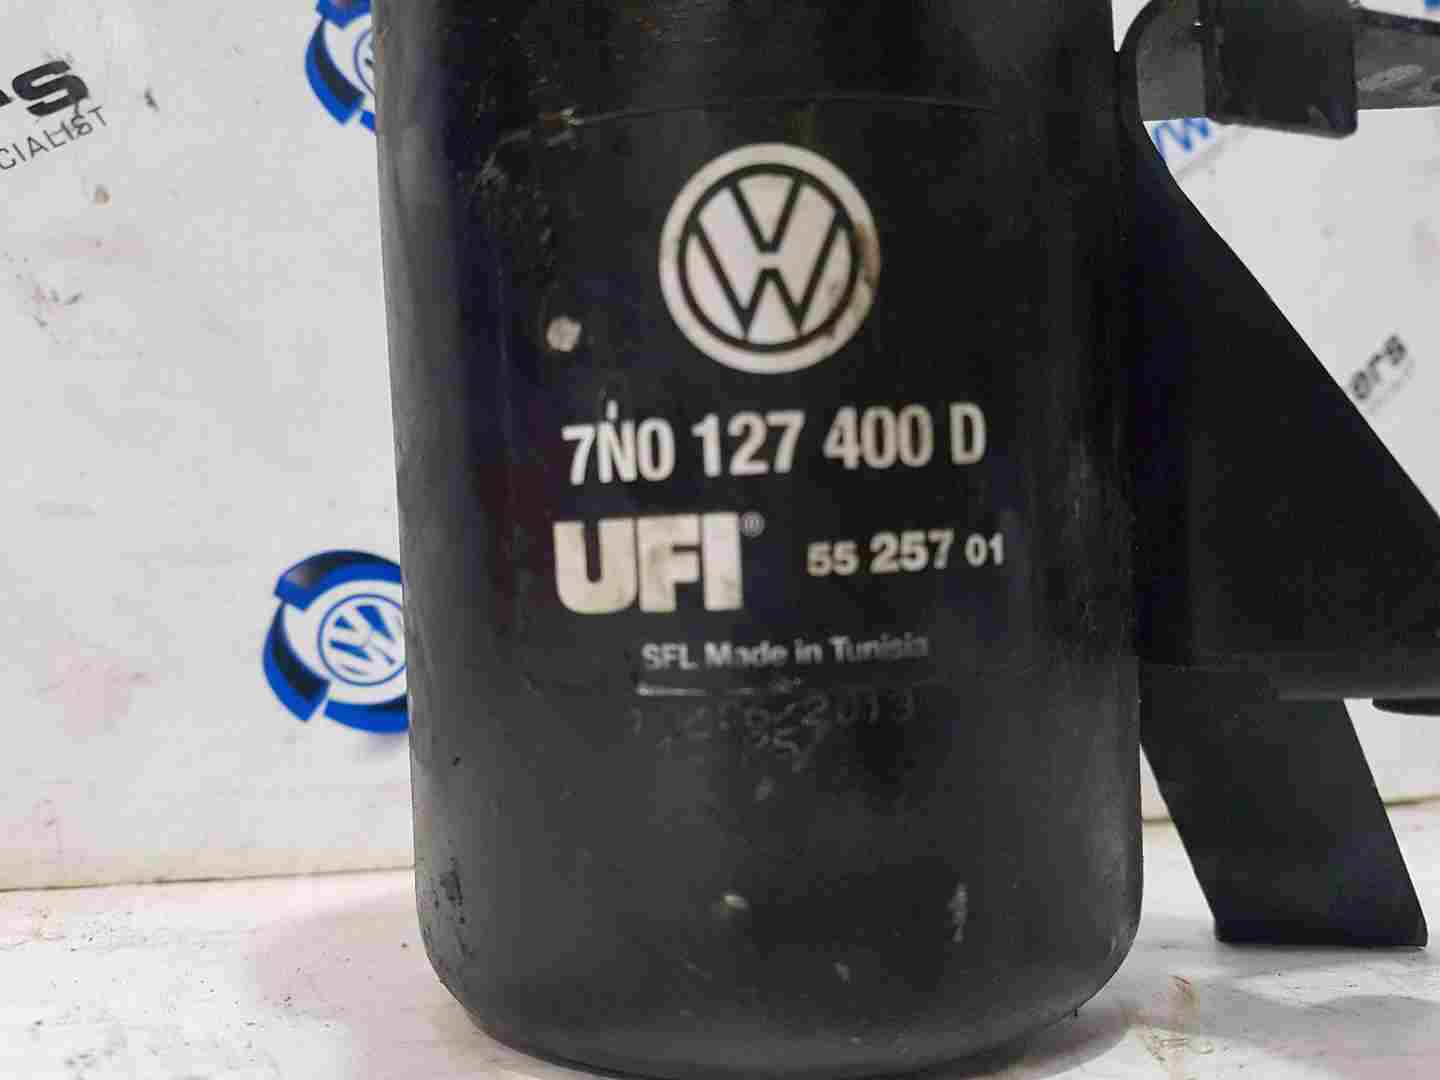 7N0 127 400 D
UFI® 55 257 01
SFL Made in Tunisia